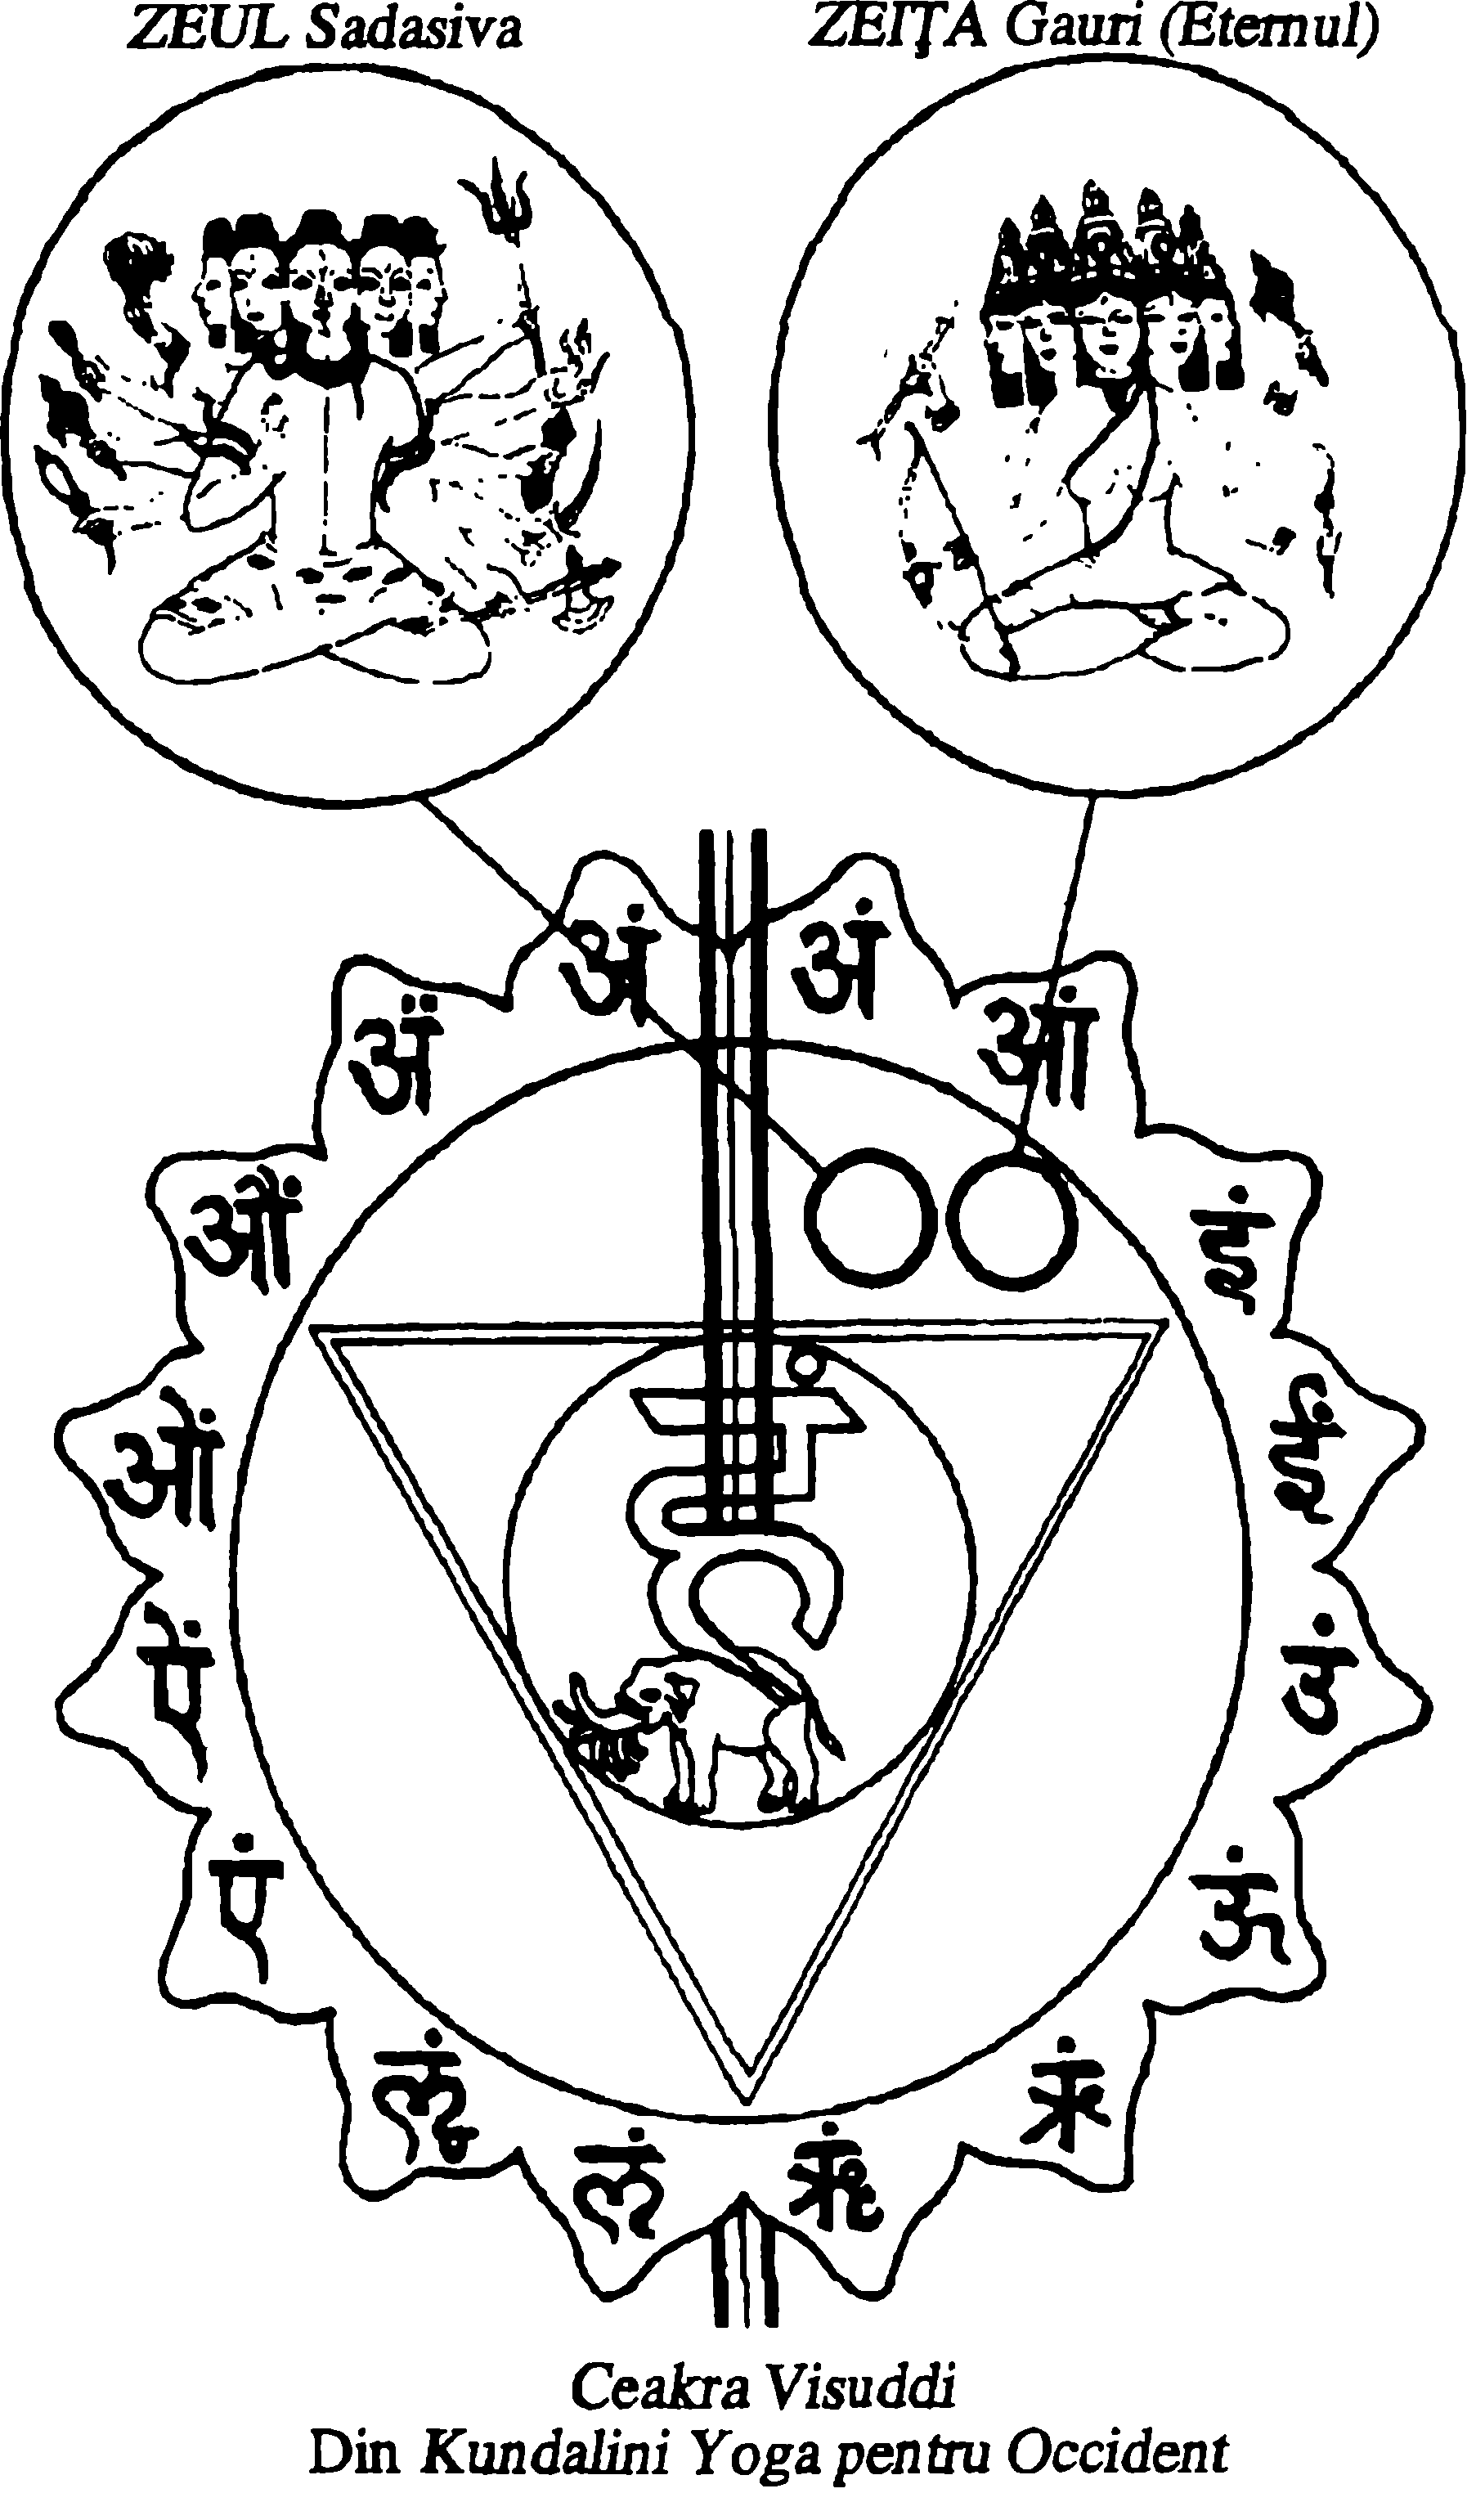 ZEUL Sadasiva
ZEIŢA Gauri (Eternul)
अं
अं
आं
इं
ईं
उं
ऊं
ऋं
ॠं
ऌं
ॡं
एं
ऐं
ओं
औं
हं
Ceakra Visuddi
Din Kundalini Yoga pentru Occident